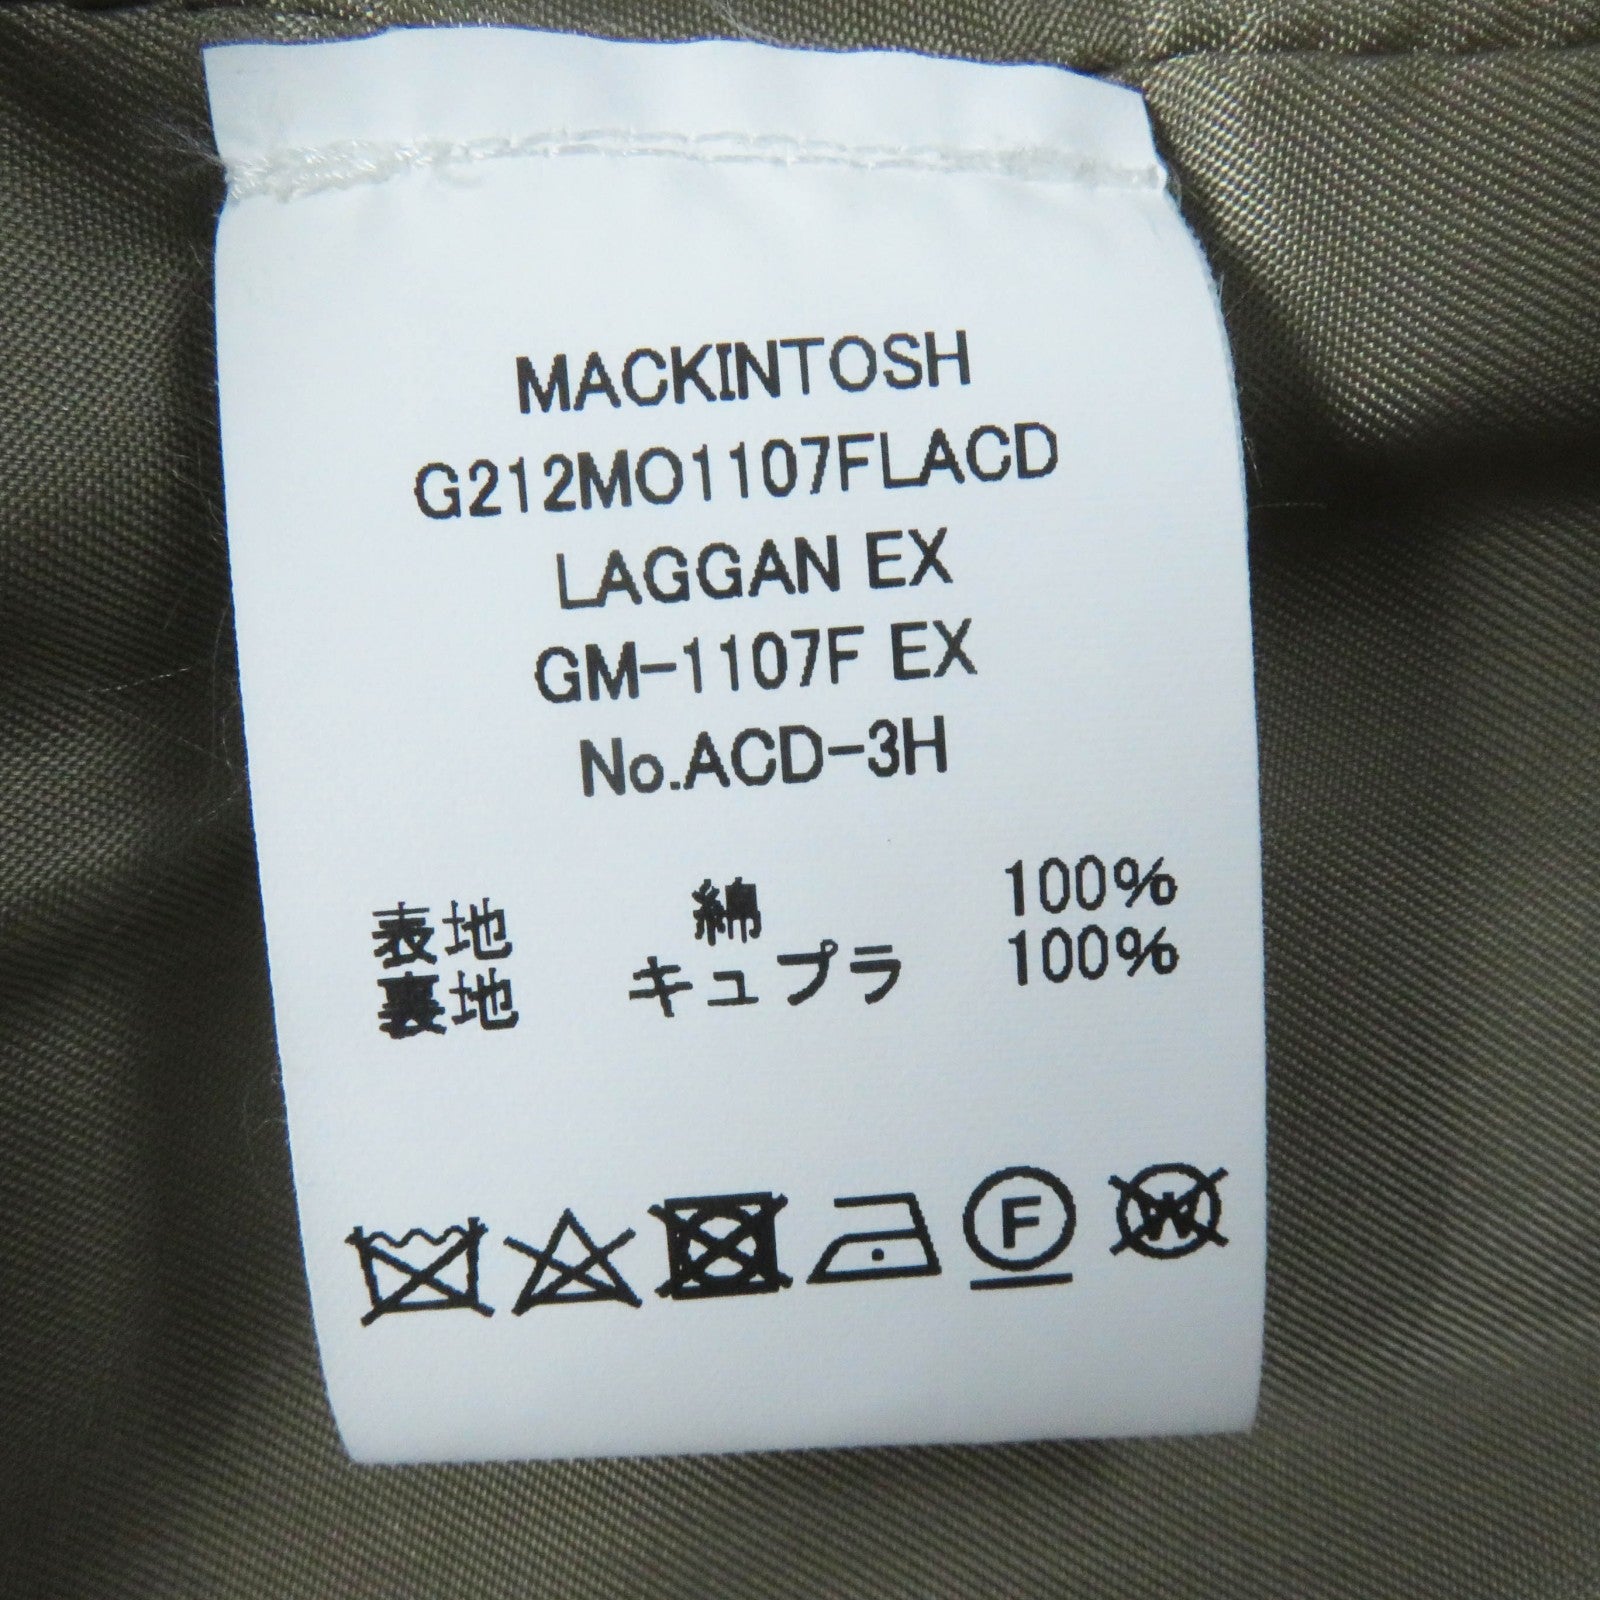 MACKINTOSH
G212MO1107FLACD
LAGGAN EX
GM-1107F EX
No.ACD-3H
表地 綿 100%
裏地 キュプラ 100%
F W